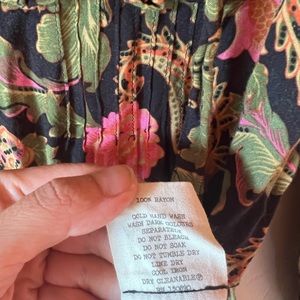 100% RAYON
COLD HAND WASH
WASH DARK COLOURS
SEPARATELY
DO NOT BLEACH
DO NOT SOAK
DO NOT TUMBLE DRY
LINE DRY
COOL IRON
DRY CLEANABLE®